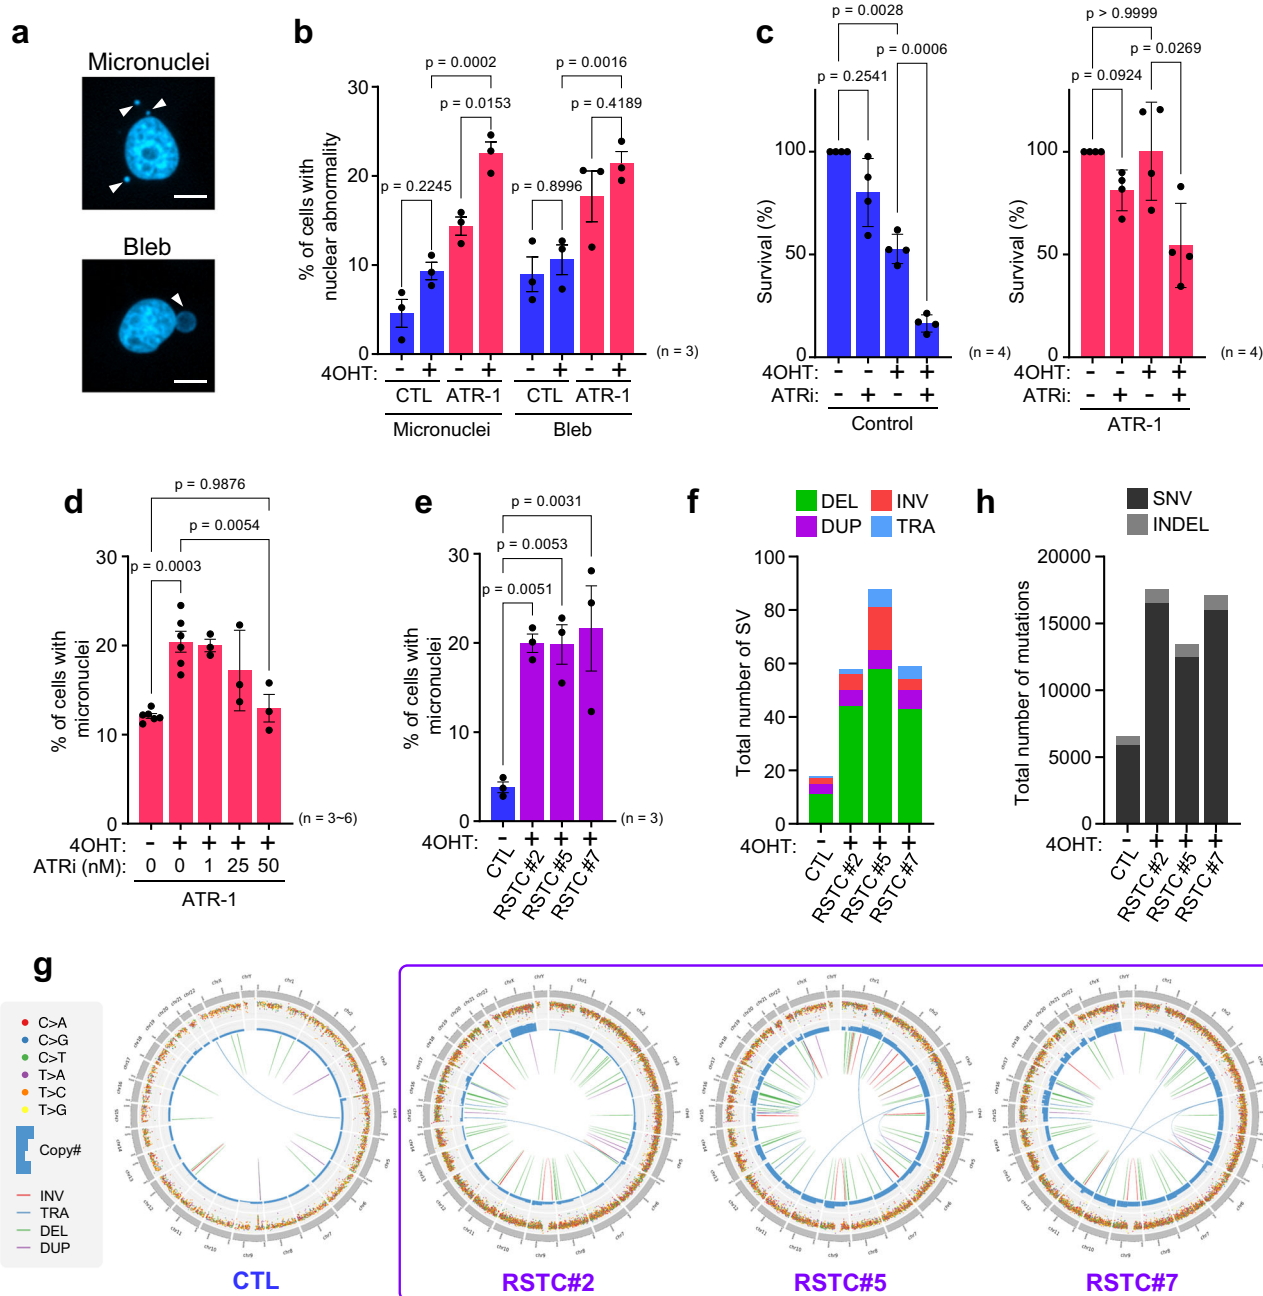 a
Micronuclei
Bleb
b
% of cells with
nuclear abnormality
30
20
10
0
p = 0.0002
p = 0.0016
p = 0.0153
p = 0.4189
p = 0.2245
p = 0.8996
(n = 3)
4OHT: - + - + - + - +
CTL ATR-1 CTL ATR-1
Micronuclei Bleb
c
p = 0.0028
p = 0.0006
p = 0.2541
Survival (%)
100
50
0
(n = 4)
4OHT: - - + +
ATRi: - + - +
Control
p > 0.9999
p = 0.0269
p = 0.0924
Survival (%)
100
50
0
(n = 4)
4OHT: - - + +
ATRi: - + - +
ATR-1
d
p = 0.9876
p = 0.0054
p = 0.0003
% of cells with
micronuclei
30
20
10
0
(n = 3~6)
4OHT: - + + + +
ATRi (nM): 0 0 1 25 50
ATR-1
e
p = 0.0031
p = 0.0053
p = 0.0051
% of cells with
micronuclei
30
20
10
0
(n = 3)
4OHT: - + + +
CTL RSTC#2 RSTC#5 RSTC#7
f
DEL INV
DUP TRA
Total number of SV
100
80
60
40
20
0
4OHT: - + + +
CTL RSTC#2 RSTC#5 RSTC#7
h
SNV
INDEL
Total number of mutations
20000
15000
10000
5000
0
4OHT: - + + +
CTL RSTC#2 RSTC#5 RSTC#7
g
C>A
C>G
C>T
T>A
T>C
T>G
Copy#
INV
TRA
DEL
DUP
CTL
RSTC#2
RSTC#5
RSTC#7